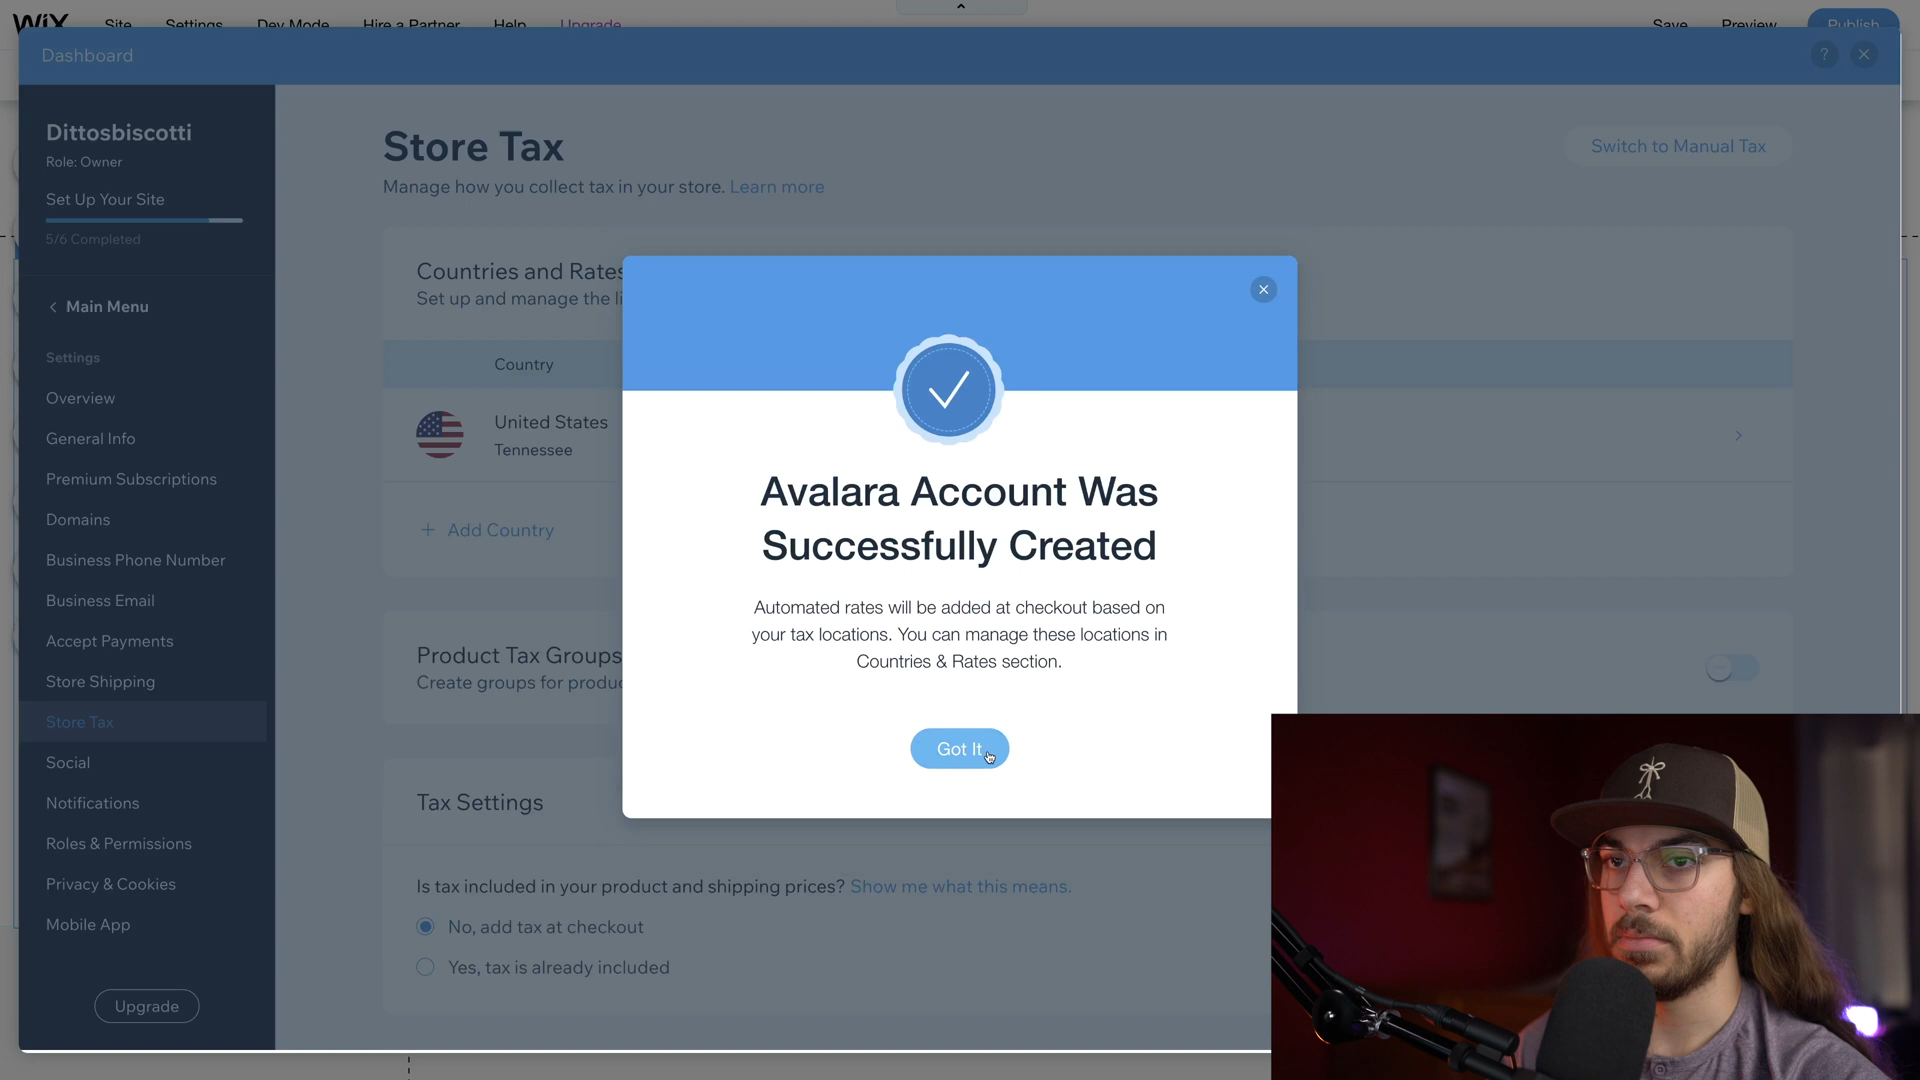 WiX
Site
Settings
Dev Mode
Hire a Partner
Help
Upgrade
Save
Preview
Publish
Dashboard
?
Dittosbiscotti
Role: Owner
Set Up Your Site
5/6 Completed
Main Menu
Settings
Overview
General Info
Premium Subscriptions
Domains
Business Phone Number
Business Email
Accept Payments
Store Shipping
Store Tax
Social
Notifications
Roles & Permissions
Privacy & Cookies
Mobile App
Upgrade
Store Tax
Manage how you collect tax in your store. Learn more
Switch to Manual Tax
Countries and Rates
Set up and manage the li
Country
United States
Tennessee
+ Add Country
Product Tax Groups
Create groups for produc
Tax Settings
Is tax included in your product and shipping prices? Show me what this means.
No, add tax at checkout
Yes, tax is already included
Avalara Account Was
Successfully Created
Automated rates will be added at checkout based on
your tax locations. You can manage these locations in
Countries & Rates section.
Got It